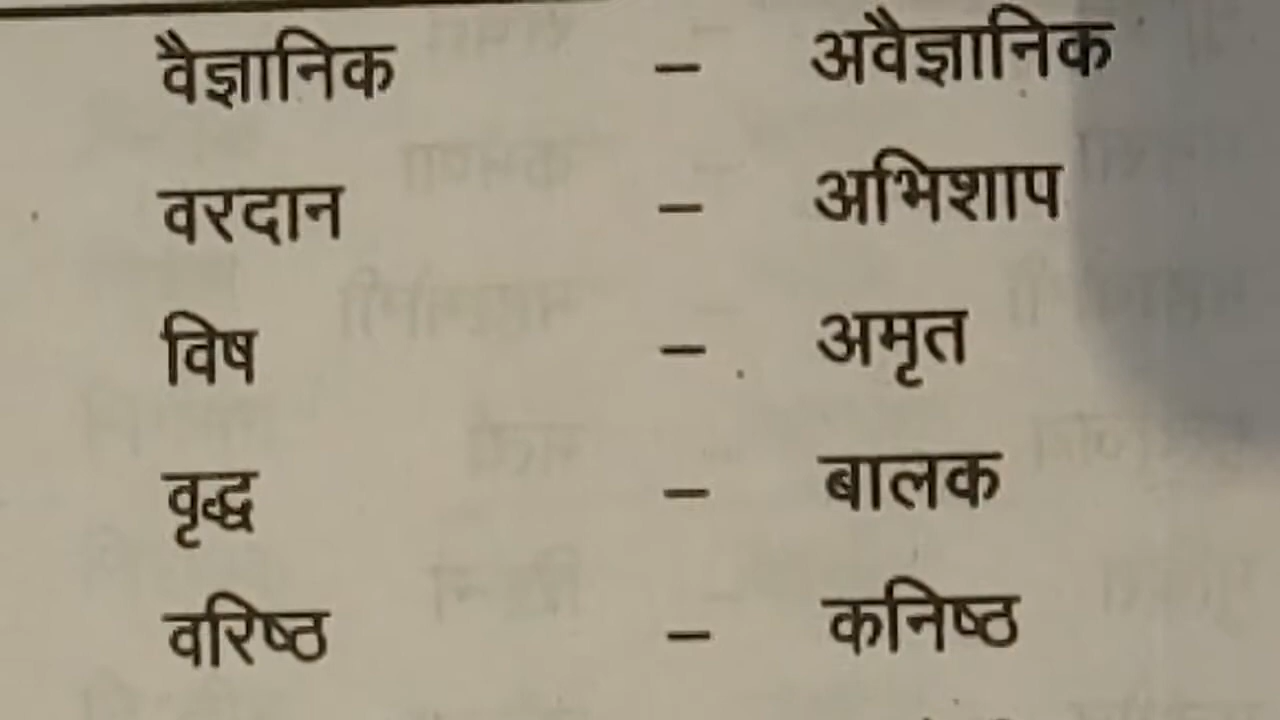 वैज्ञानिक – अवैज्ञानिक
वरदान – अभिशाप
विष – अमृत
वृद्ध – बालक
वरिष्ठ – कनिष्ठ